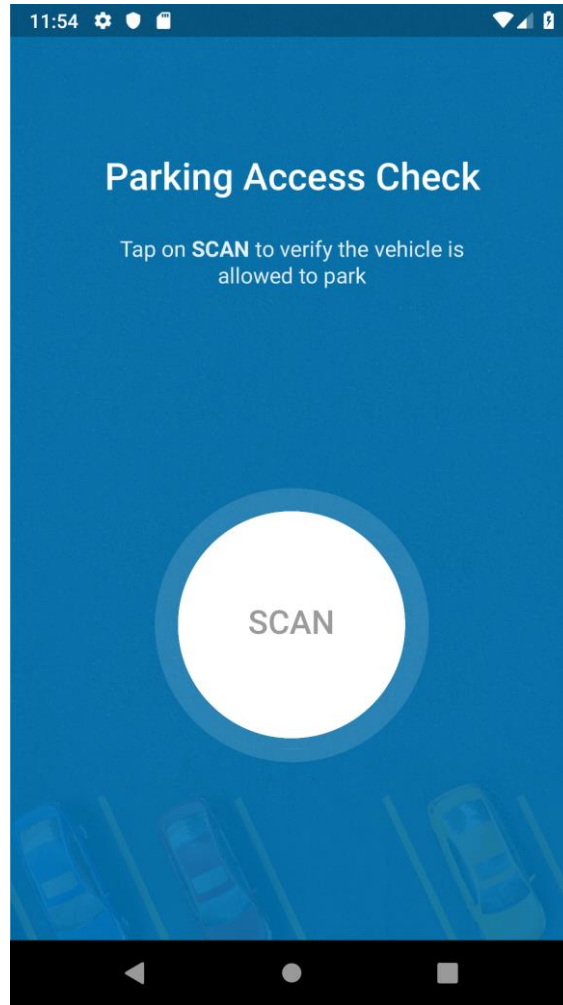 11:54
Parking Access Check
Tap on SCAN to verify the vehicle is
allowed to park
SCAN